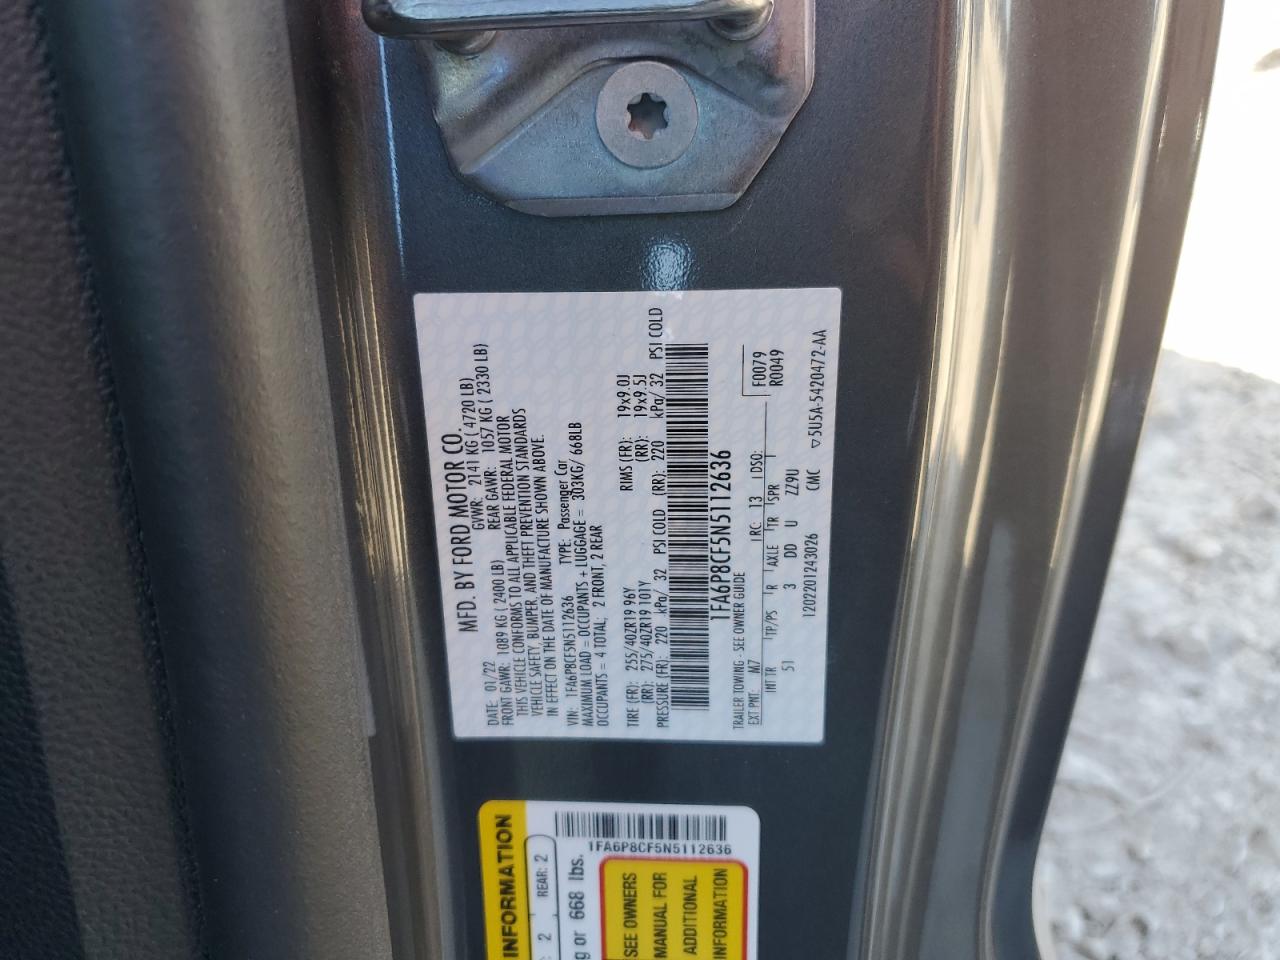 MFD. BY FORD MOTOR CO.
DATE: 01/22 GVWR: 2141 KG ( 4720 LB)
FRONT GAWR: 1089 KG ( 2400 LB) REAR GAWR: 1057 KG ( 2330 LB)
THIS VEHICLE CONFORMS TO ALL APPLICABLE FEDERAL MOTOR
VEHICLE SAFETY, BUMPER, AND THEFT PREVENTION STANDARDS
IN EFFECT ON THE DATE OF MANUFACTURE SHOWN ABOVE.
VIN: 1FA6P8CF5N5112636 TYPE: Passenger Car
MAXIMUM LOAD = OCCUPANTS + LUGGAGE = 303KG/ 668LB
OCCUPANTS = 4 TOTAL, 2 FRONT, 2 REAR
TIRE (FR): 255/40ZR19 96Y RIMS (FR): 19x9.0J
(RR): 275/40ZR19 101Y (RR): 19x9.5J
PRESSURE (FR): 220 kPa/ 32 PSI COLD (RR): 220 kPa/ 32 PSI COLD
1FA6P8CF5N5112636
TRAILER TOWING - SEE OWNER GUIDE F0079
EXT PNT: M7 RC: 13 DSO: R0049
INT TR TP/PS R AXLE TR SPR
51 3 DD U ZZ9U
1202201243026 CMC ▽5U5A-5420472-AA
INFORMATION
2 REAR: 2
g or 668 lbs.
1FA6P8CF5N5112636
SEE OWNERS
MANUAL FOR
ADDITIONAL
INFORMATION